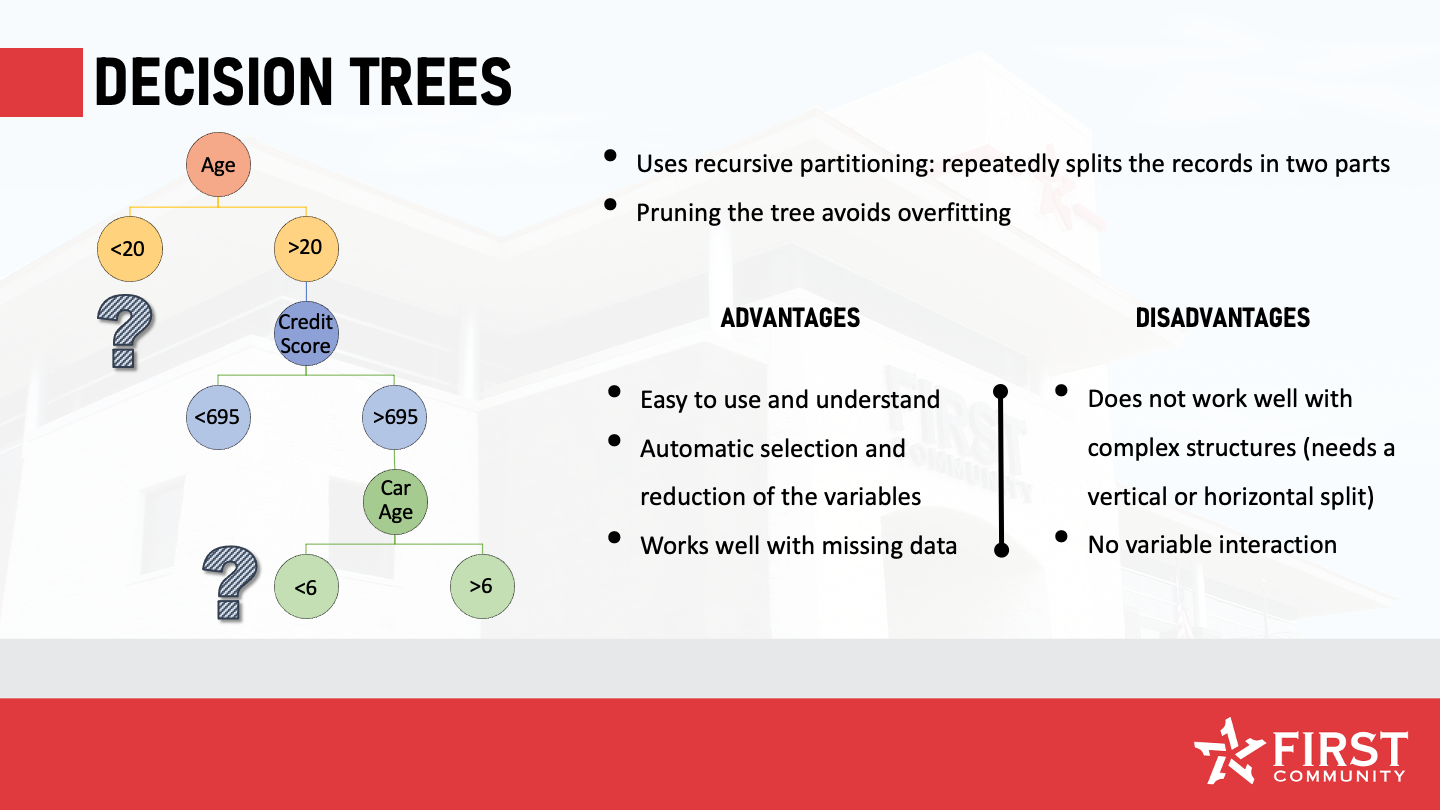 DECISION TREES
Age
<20
>20
?
Credit
Score
<695
>695
Car
Age
?
<6
>6
• Uses recursive partitioning: repeatedly splits the records in two parts
• Pruning the tree avoids overfitting
ADVANTAGES
• Easy to use and understand
• Automatic selection and
reduction of the variables
• Works well with missing data
DISADVANTAGES
• Does not work well with
complex structures (needs a
vertical or horizontal split)
• No variable interaction
FIRST
COMMUNITY
FIRST
COMMUNITY